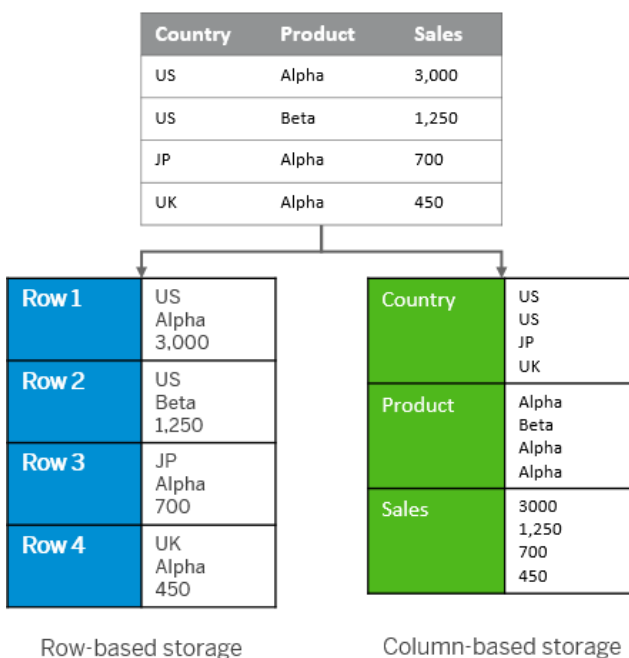 Country Product Sales
US Alpha 3,000
US Beta 1,250
JP Alpha 700
UK Alpha 450
Row 1
US
Alpha
3,000
Row 2
US
Beta
1,250
Row 3
JP
Alpha
700
Row 4
UK
Alpha
450
Row-based storage
Country
US
US
JP
UK
Product
Alpha
Beta
Alpha
Alpha
Sales
3000
1,250
700
450
Column-based storage